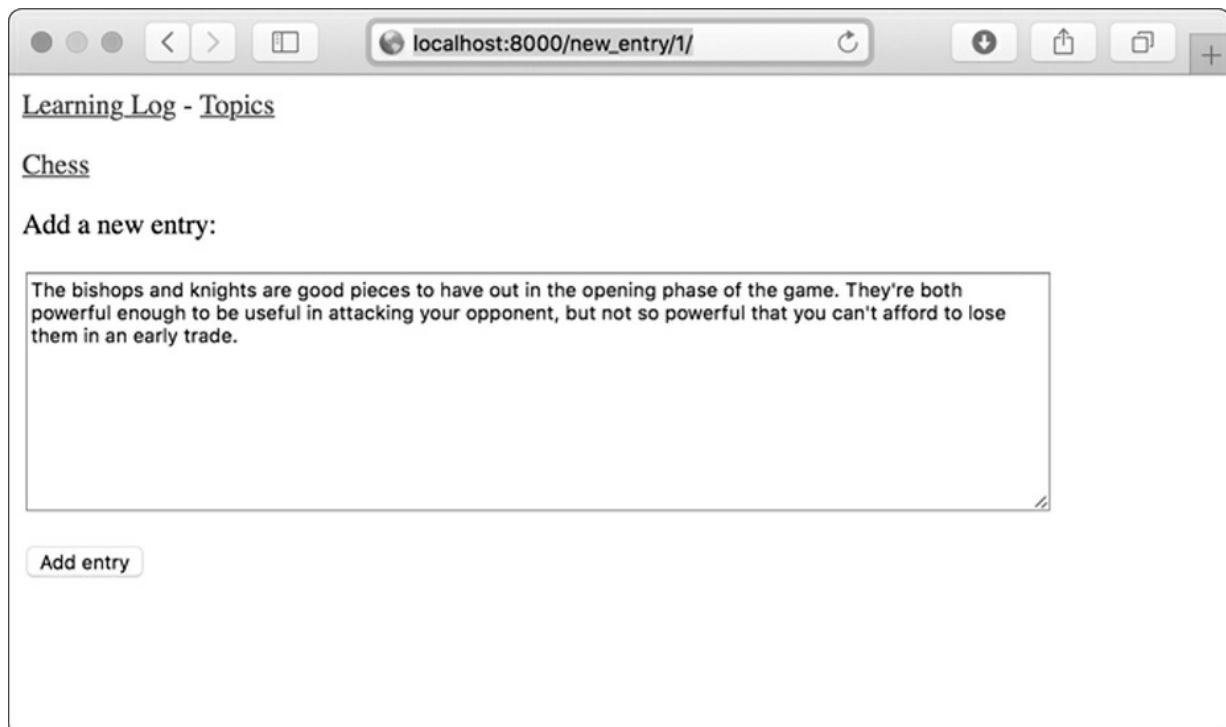 localhost:8000/new_entry/1/
Learning Log - Topics
Chess
Add a new entry:
The bishops and knights are good pieces to have out in the opening phase of the game. They're both
powerful enough to be useful in attacking your opponent, but not so powerful that you can't afford to lose
them in an early trade.
Add entry